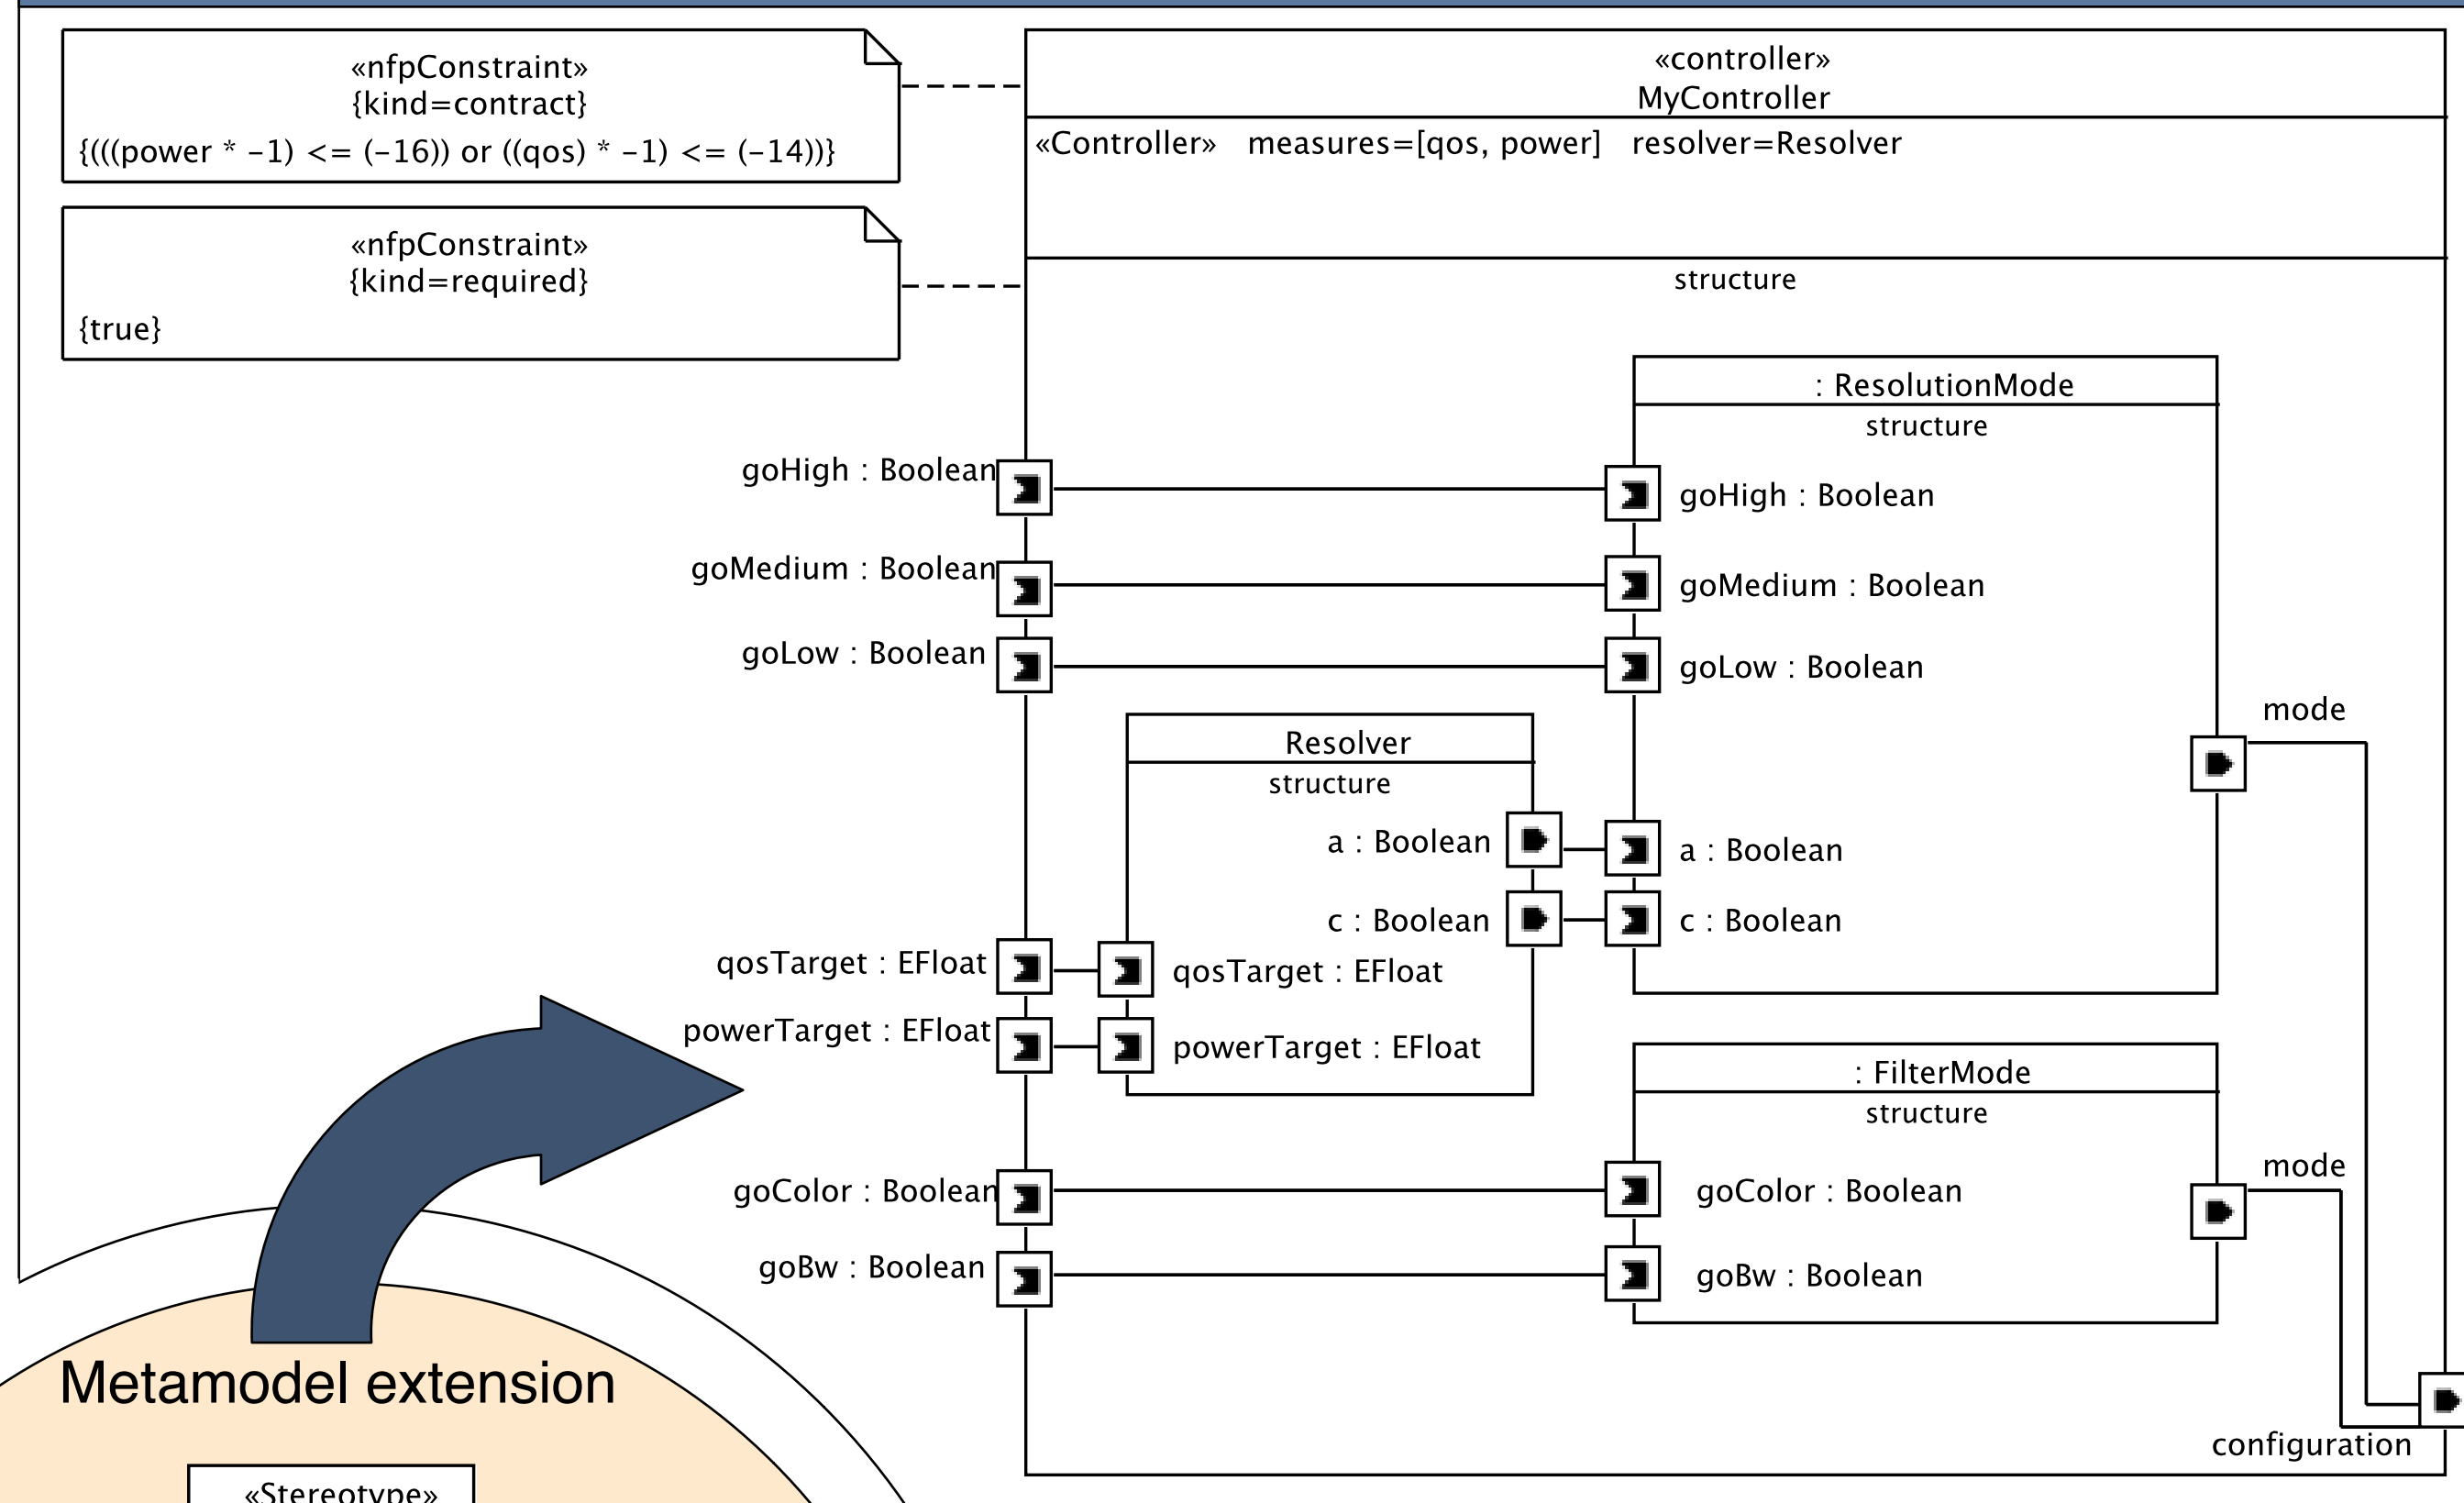 «nfpConstraint»
{kind=contract}
{(((power * -1) <= (-16)) or ((qos) * -1) <= (-14))}
«nfpConstraint»
{kind=required}
{true}
«controller»
MyController
«Controller» measures=[qos, power] resolver=Resolver
structure
: ResolutionMode
structure
goHigh : Boolean
goHigh : Boolean
goMedium : Boolean
goMedium : Boolean
goLow : Boolean
goLow : Boolean
mode
Resolver
structure
a : Boolean
a : Boolean
c : Boolean
c : Boolean
qosTarget : EFloat
qosTarget : EFloat
powerTarget : EFloat
powerTarget : EFloat
: FilterMode
structure
mode
goColor : Boolean
goColor : Boolean
goBw : Boolean
goBw : Boolean
configuration
Metamodel extension
«Stereotype»